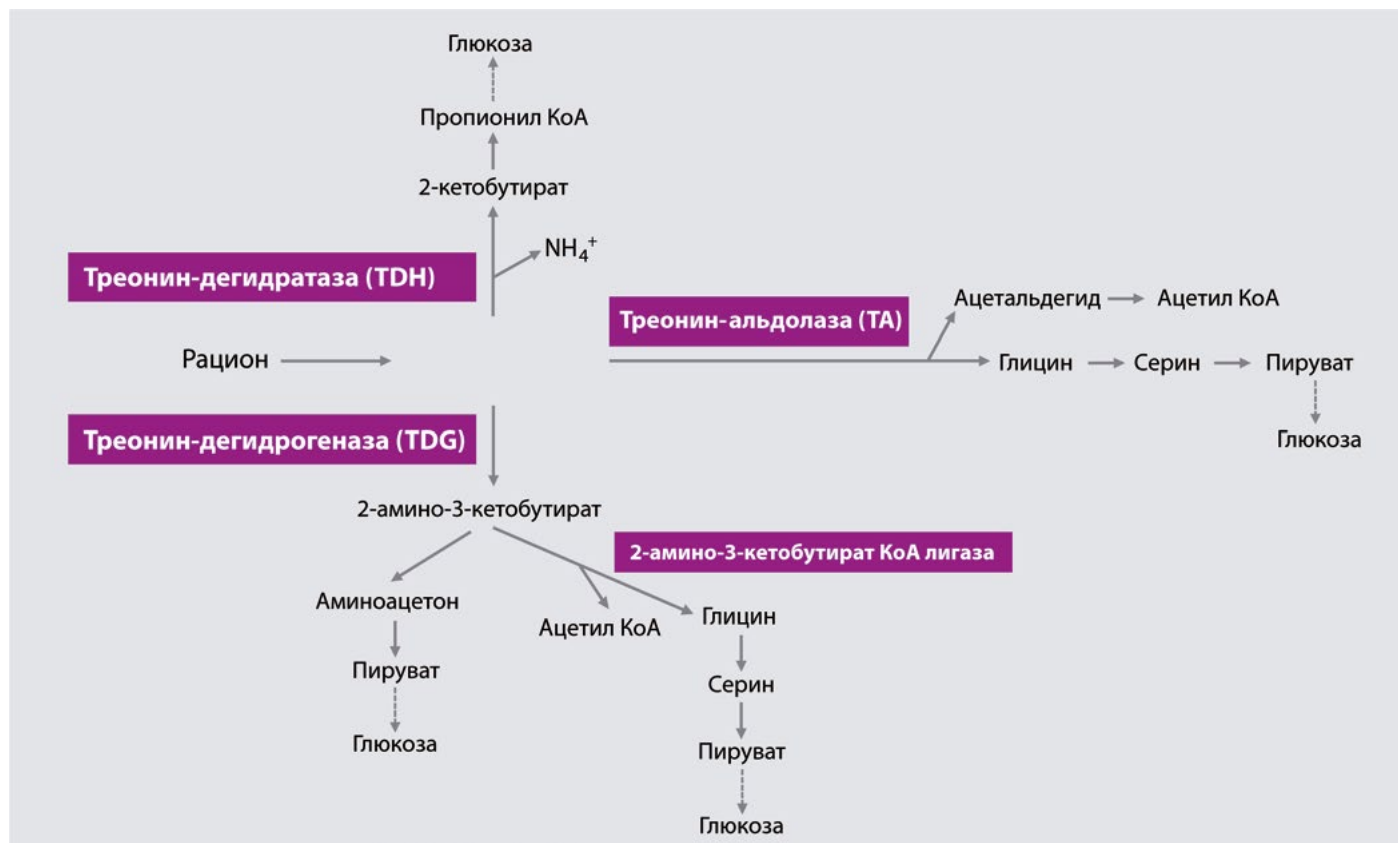 Глюкоза
Пропионил КоА
2-кетобутират
NH₄⁺
Треонин-дегидратаза (TDH)
Треонин-альдолаза (TA)
Ацетальдегид
Ацетил КоА
Рацион
Глицин
Серин
Пируват
Глюкоза
Треонин-дегидрогеназа (TDG)
2-амино-3-кетобутират
2-амино-3-кетобутират КоА лигаза
Аминоацетон
Ацетил КоА
Глицин
Пируват
Серин
Глюкоза
Пируват
Глюкоза